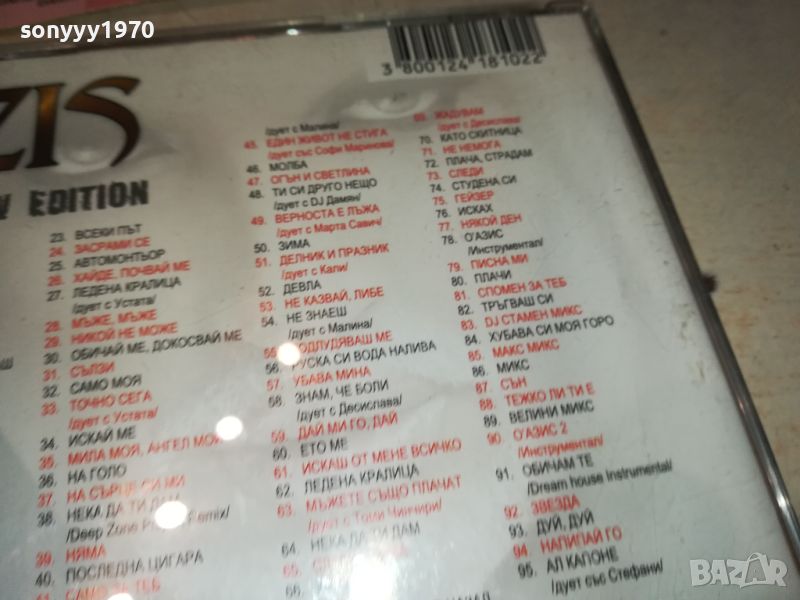 sonyyy1970
3 800124 181022
ZIS
EDITION
23. ВСЕКИ ПЪТ
24. ЗАСРАМИ СЕ
25. АВТОМОНТЬОР
26. ХАЙДЕ, ПОЧВАЙ МЕ
27. ЛЕДЕНА КРАЛИЦА
/дует с Устата/
28. МЪЖЕ, МЪЖЕ
29. НИКОЙ НЕ МОЖЕ
30. ОБИЧАЙ МЕ, ДОКОСВАЙ МЕ
31. СЪЛЗИ
32. САМО МОЯ
33. ТОЧНО СЕГА
/дует с Устата/
34. ИСКАЙ МЕ
35. МИЛА МОЯ, АНГЕЛ МОЙ
36. НА ГОЛО
37. НА СЪРЦЕ СИ МИ
38. НЕКА ДА ТИ ДАМ
/Deep Zone Remix/
39. НЯМА
40. ПОСЛЕДНА ЦИГАРА
41. САМО ЗА ТЕБ
/дует с Малина/
45. ЕДИН ЖИВОТ НЕ СТИГА
/дует със Софи Маринова/
46. МОЛБА
47. ОГЪН И СВЕТЛИНА
48. ТИ СИ ДРУГО НЕЩО
/дует с DJ Дамян/
49. ВЕРНОСТА Е ЛЪЖА
/дует с Марта Савич/
50. ЗИМА
51. ДЕЛНИК И ПРАЗНИК
/дует с Кали/
52. ДЕВЛА
53. НЕ КАЗВАЙ, ЛИБЕ
54. НЕ ЗНАЕШ
/дует с Малина/
55. ПОДЛУДЯВАШ МЕ
56. РУСКА СИ ВОДА НАЛИВА
57. УБАВА МИНА
58. ЗНАМ, ЧЕ БОЛИ
/дует с Десислава/
59. ДАЙ МИ ГО, ДАЙ
60. ЕТО МЕ
61. ИСКАШ ОТ МЕНЕ ВСИЧКО
62. ЛЕДЕНА КРАЛИЦА
63. МЪЖЕТЕ СЪЩО ПЛАЧАТ
/дует с Тони Чинчири/
64. НЕКА ДА ТИ ДАМ
65.
66.
69. ЖАДУВАМ
/дует с Десислава/
70. КАТО СКИТНИЦА
71. НЕ НЕМОГА
72. ПЛАЧА, СТРАДАМ
73. СЛЕДИ
74. СТУДЕНА СИ
75. ГЕЙЗЕР
76. ИСКАХ
77. НЯКОЙ ДЕН
78. О'АЗИС
/Инструментал/
79. ПИСНА МИ
80. ПЛАЧИ
81. СПОМЕН ЗА ТЕБ
82. ТРЪГВАШ СИ
83. DJ СТАМЕН МИКС
84. ХУБАВА СИ МОЯ ГОРО
85. МАКС МИКС
86. МИКС
87. СЪН
88. ТЕЖКО ЛИ ТИ Е
89. ВЕЛИНИ МИКС
90. О'АЗИС 2
/Инструментал/
91. ОБИЧАМ ТЕ
/Dream house Instrumental/
92. ЗВЕЗДА
93. ДУЙ, ДУЙ
94. НАПИПАЙ ГО
95. АЛ КАПОНЕ
/дует със Стефани/
BAZAR